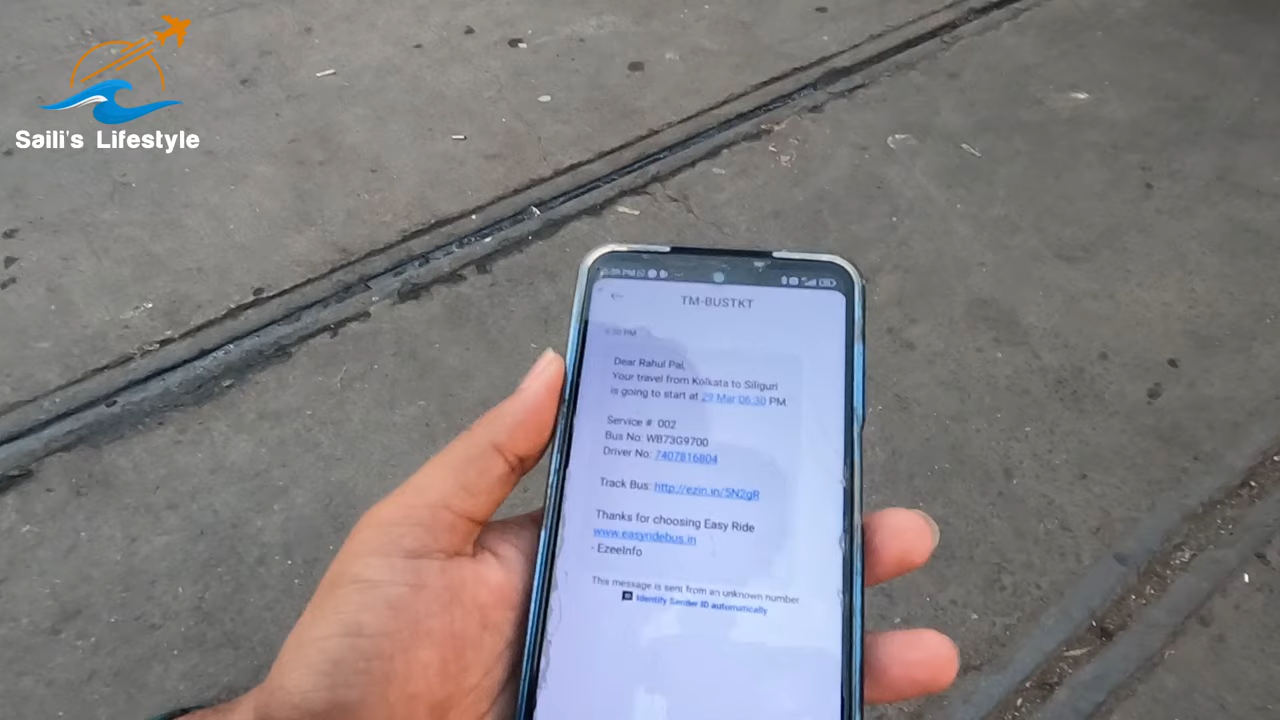 Saili's Lifestyle
TM-BUSTKT
Dear Rahul Pal,
Your travel from Kolkata to Siliguri
is going to start at 29 Mar 06:30 PM.
Service #: 002
Bus No: WB73G9700
Driver No: 7407816804
Track Bus: http://ezin.in/5N2gR
Thanks for choosing Easy Ride
www.easyridebus.in
- EzeeInfo
This message is sent from an unknown number
Identify Sender ID automatically